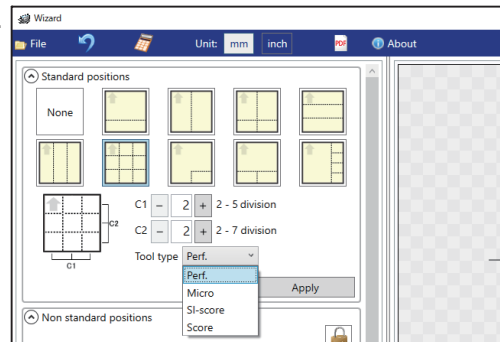 Wizard
File Unit: mm inch PDF About
Standard positions
None
C1 − 2 + 2 - 5 division
C2
C2 − 2 + 2 - 7 division
C1
Tool type Perf.
Perf.
Micro
SI-score
Score
Apply
Non standard positions